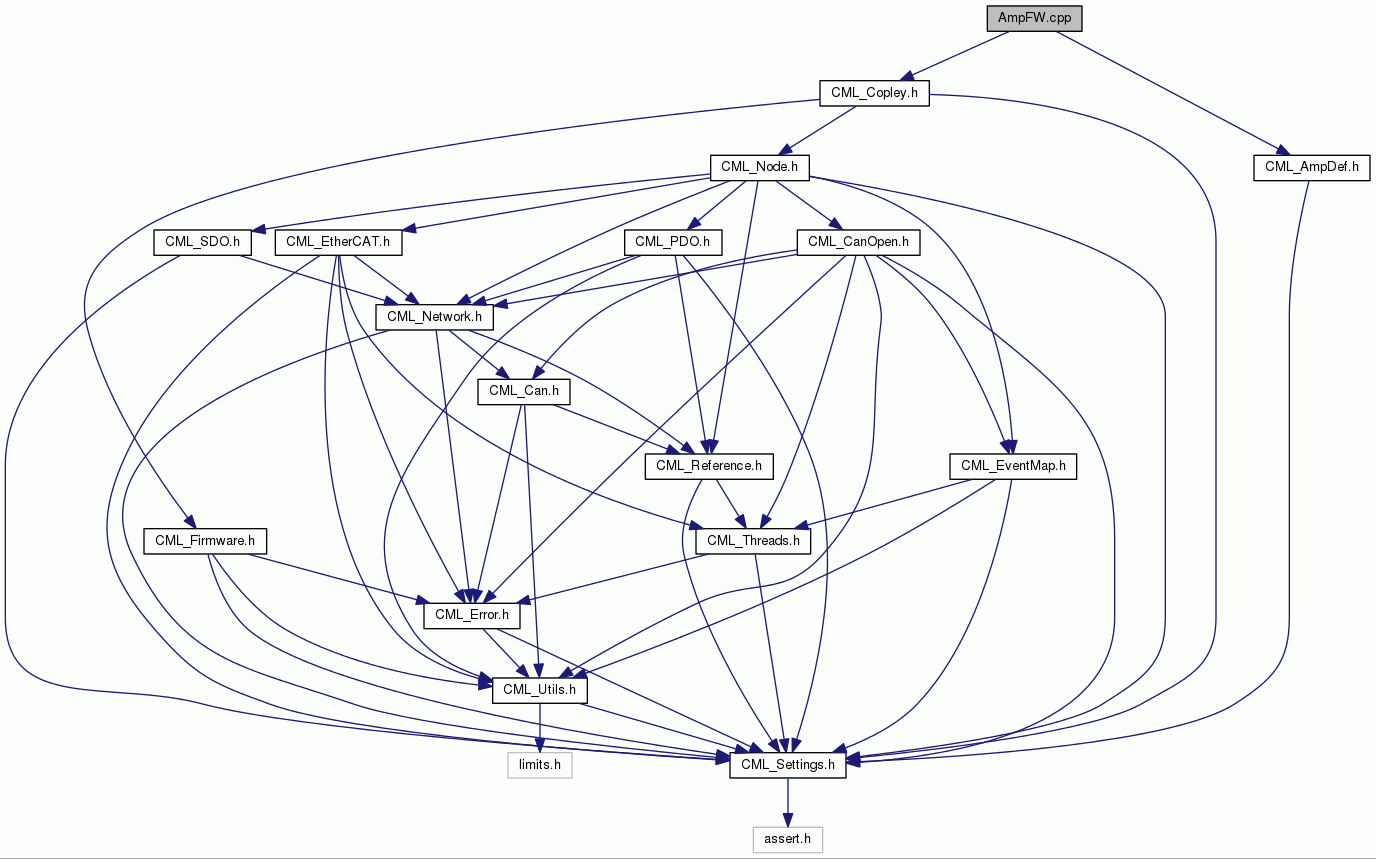 AmpFW.cpp
CML_Copley.h
CML_Node.h
CML_AmpDef.h
CML_SDO.h
CML_EtherCAT.h
CML_PDO.h
CML_CanOpen.h
CML_Network.h
CML_Can.h
CML_Reference.h
CML_EventMap.h
CML_Firmware.h
CML_Threads.h
CML_Error.h
CML_Utils.h
limits.h
CML_Settings.h
assert.h